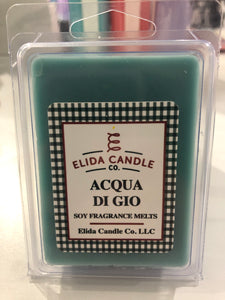 ELIDA CANDLE
CO.
ACQUA
DI GIO
SOY FRAGRANCE MELTS
Elida Candle Co. LLC